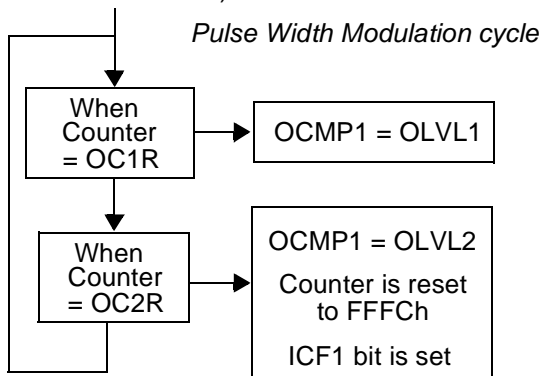 Pulse Width Modulation cycle
When
Counter
= OC1R
OCMP1 = OLVL1
When
Counter
= OC2R
OCMP1 = OLVL2
Counter is reset
to FFFCh
ICF1 bit is set